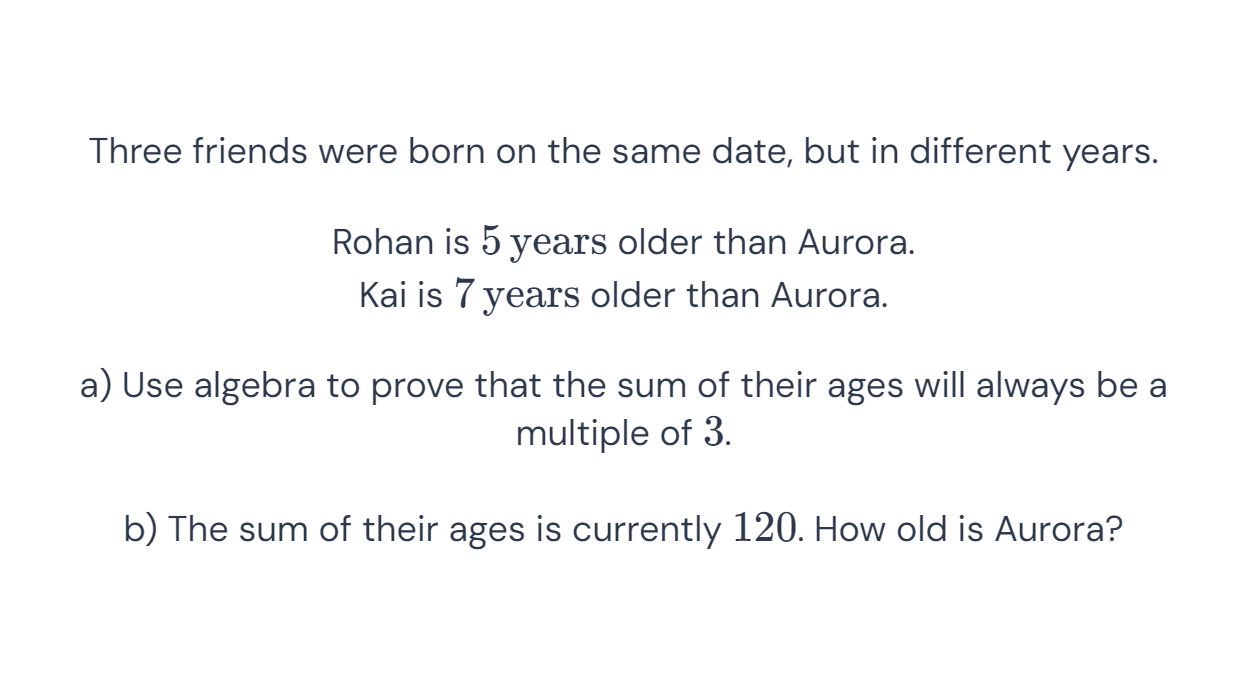 Three friends were born on the same date, but in different years.
Rohan is 5 years older than Aurora.
Kai is 7 years older than Aurora.
a) Use algebra to prove that the sum of their ages will always be a
multiple of 3.
b) The sum of their ages is currently 120. How old is Aurora?